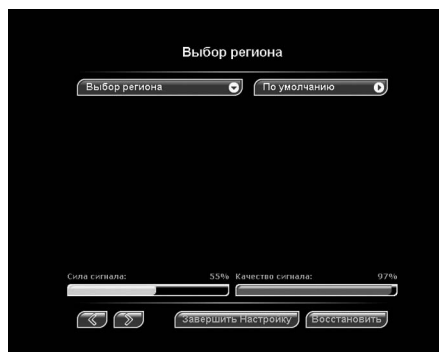 Выбор региона
Выбор региона По умолчанию
Сила сигнала: 55% Качество сигнала: 97%
Завершить Настройку Восстановить